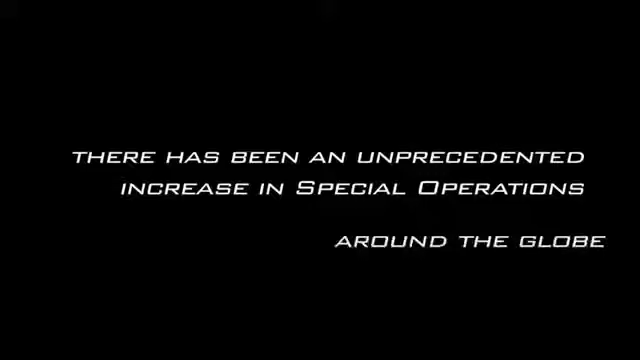 THERE HAS BEEN AN UNPRECEDENTED
INCREASE IN SPECIAL OPERATIONS
AROUND THE GLOBE